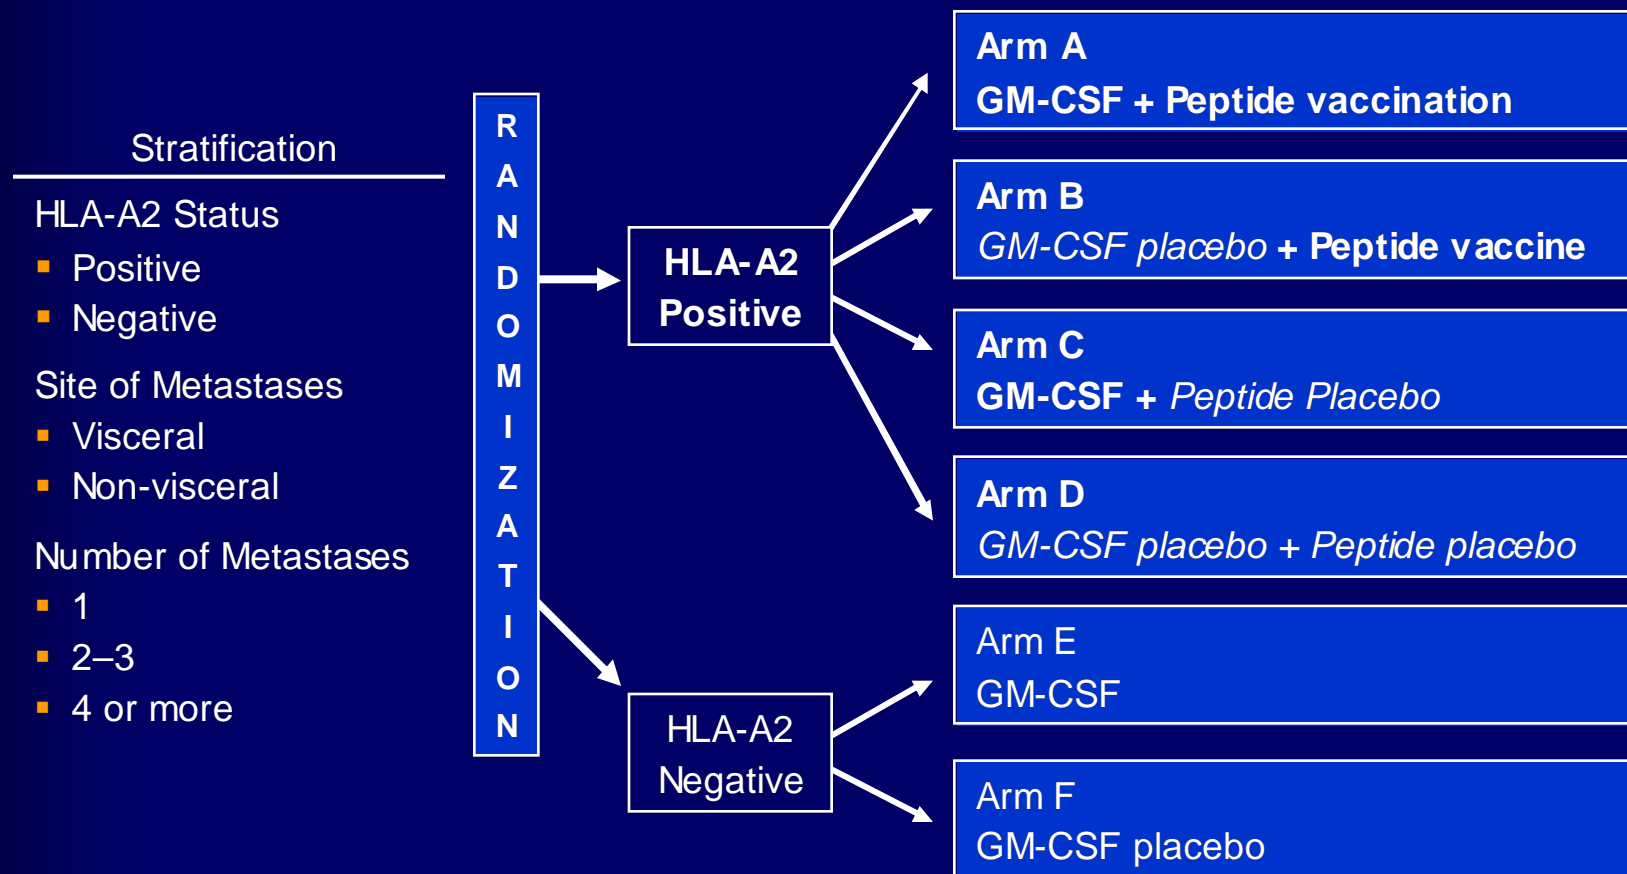 Stratification
HLA-A2 Status
▪ Positive
▪ Negative
Site of Metastases
▪ Visceral
▪ Non-visceral
Number of Metastases
▪ 1
▪ 2–3
▪ 4 or more
R
A
N
D
O
M
I
Z
A
T
I
O
N
HLA-A2
Positive
HLA-A2
Negative
Arm A
GM-CSF + Peptide vaccination
Arm B
GM-CSF placebo + Peptide vaccine
Arm C
GM-CSF + Peptide Placebo
Arm D
GM-CSF placebo + Peptide placebo
Arm E
GM-CSF
Arm F
GM-CSF placebo